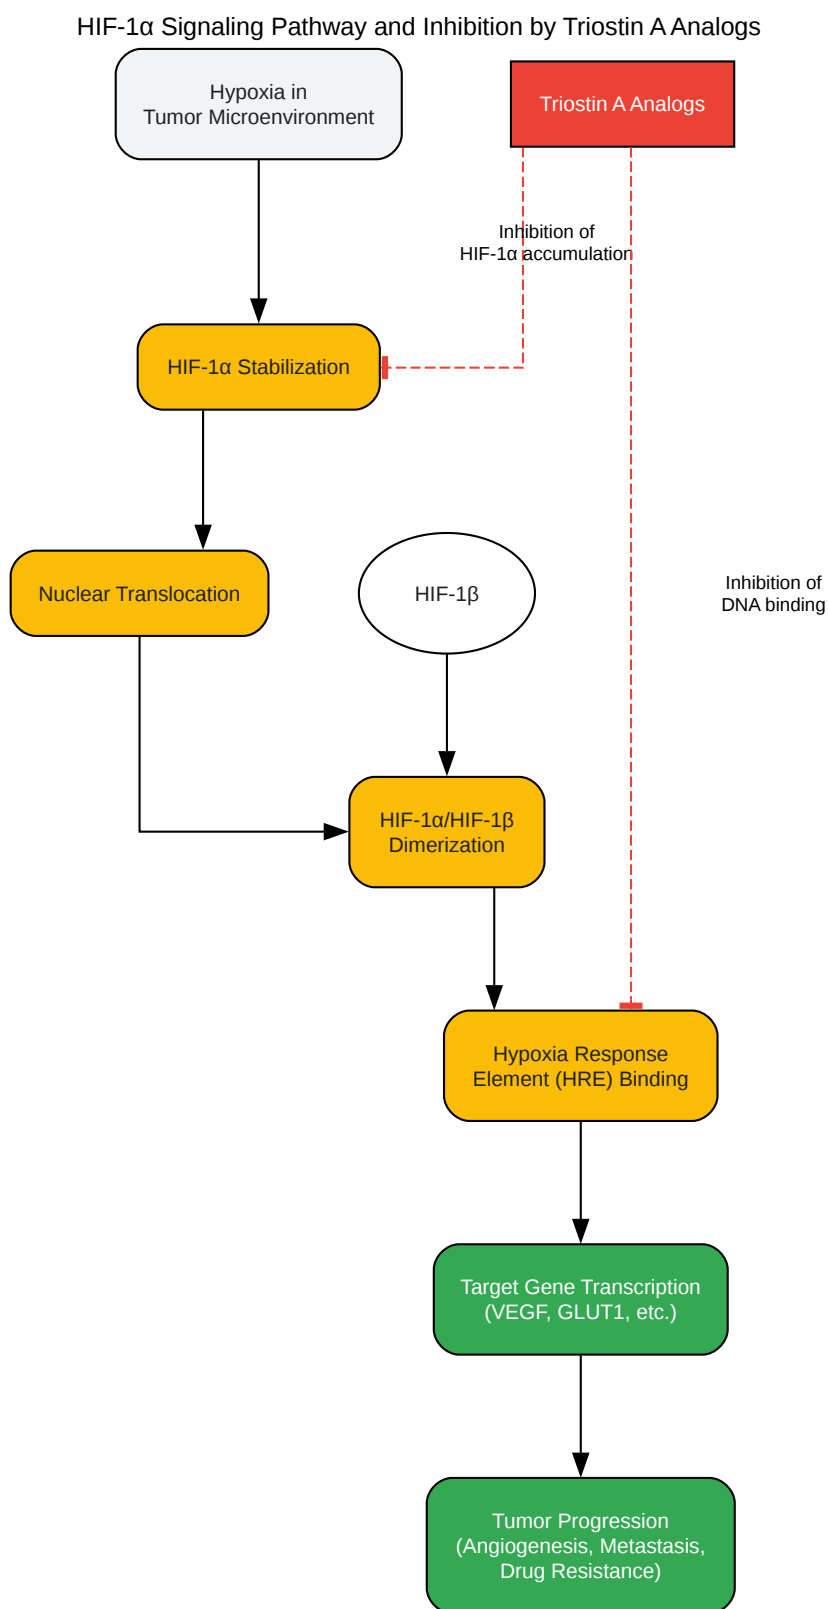 HIF-1α Signaling Pathway and Inhibition by Triostin A Analogs
Hypoxia in
Tumor Microenvironment
Triostin A Analogs
Inhibition of
HIF-1α accumulation
HIF-1α Stabilization
Nuclear Translocation
HIF-1β
Inhibition of
DNA binding
HIF-1α/HIF-1β
Dimerization
Hypoxia Response
Element (HRE) Binding
Target Gene Transcription
(VEGF, GLUT1, etc.)
Tumor Progression
(Angiogenesis, Metastasis,
Drug Resistance)